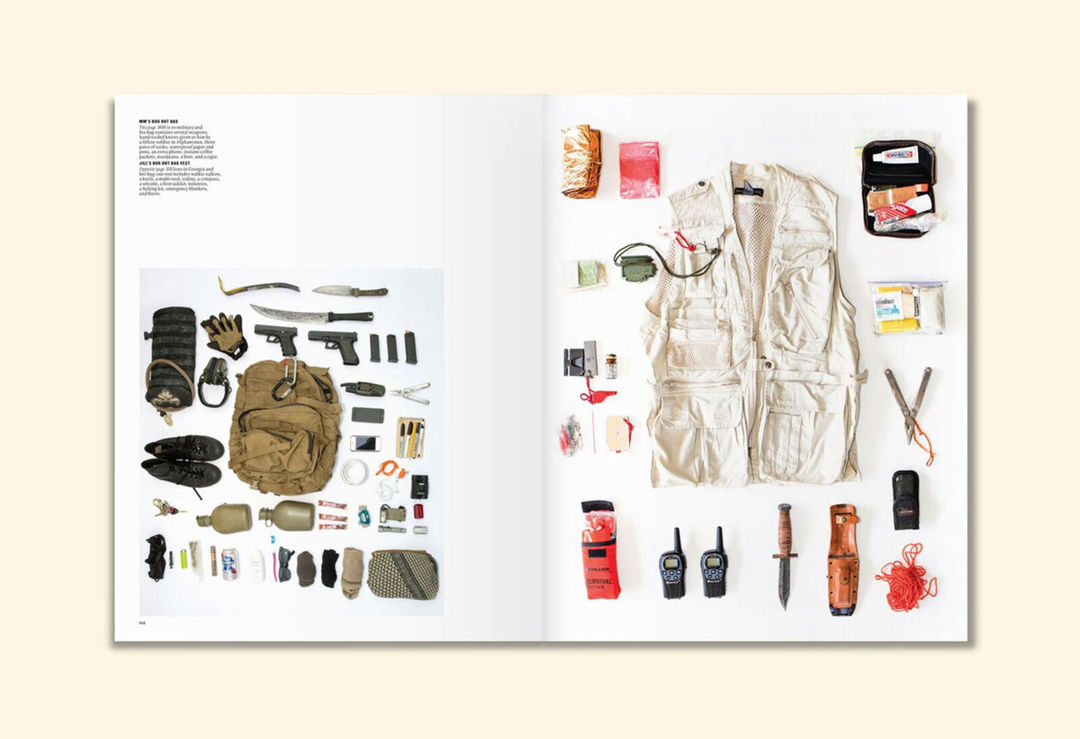 MM'S BUG OUT BAG
This page MM is ex-military and
his bag contains several weapons,
hand-tooled knives given to him by
a fellow soldier in Afghanistan, three
pairs of socks, waterproof paper and
pens, an extra phone, instant-coffee
packets, marijuana, a beer, and a cigar.
JILL'S BUG OUT BAG VEST
Opposite page Jill lives in Georgia and
her bug-out vest includes walkie-talkies,
a knife, a multi-tool, iodine, a compass,
a whistle, a first aid kit, toiletries,
a fishing kit, emergency blankets,
and flares.
Crest
SURVIVAL